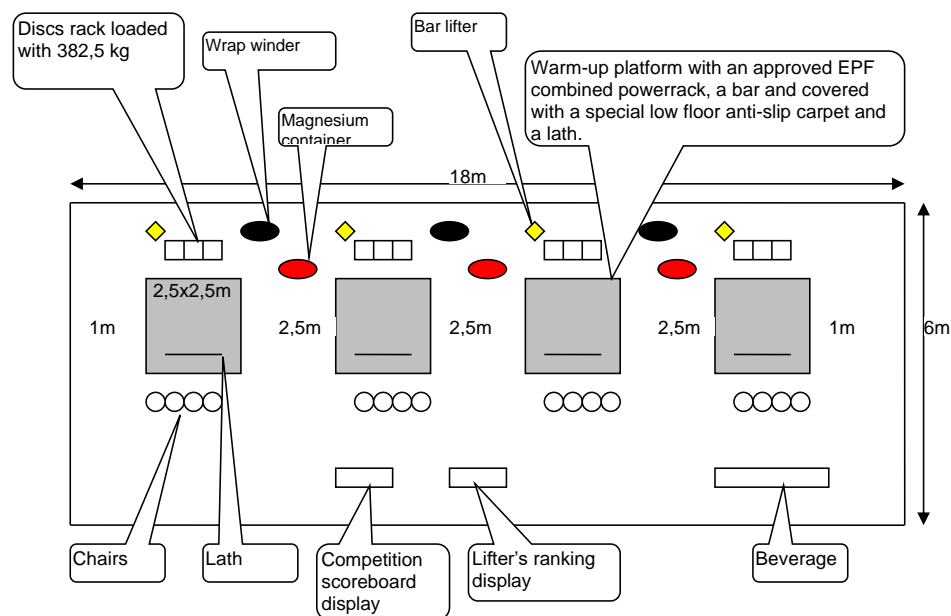 Discs rack loaded
with 382,5 kg
Wrap winder
Bar lifter
Warm-up platform with an approved EPF
combined powerrack, a bar and covered
with a special low floor anti-slip carpet and
a lath.
Magnesium
container
18m
2,5x2,5m
1m
2,5m
2,5m
2,5m
1m
6m
Chairs
Lath
Competition
scoreboard
display
Lifter's ranking
display
Beverage